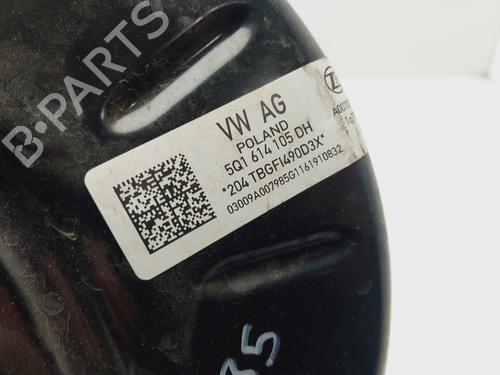 B-PARTS
VW AG
POLAND
5Q1 614 105 DH
*204 TBGFI490D3X*
03009A007985G1161910832